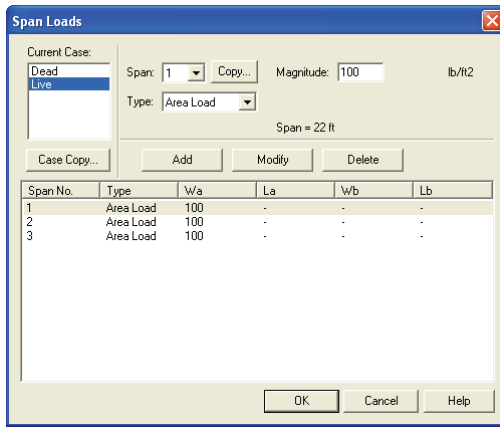 Span Loads
Current Case:
Dead
Live
Span: 1 Copy... Magnitude: 100 lb/ft2
Type: Area Load
Span = 22 ft
Case Copy... Add Modify Delete
Span No. Type Wa La Wb Lb
1 Area Load 100 - - -
2 Area Load 100 - - -
3 Area Load 100 - - -
OK Cancel Help